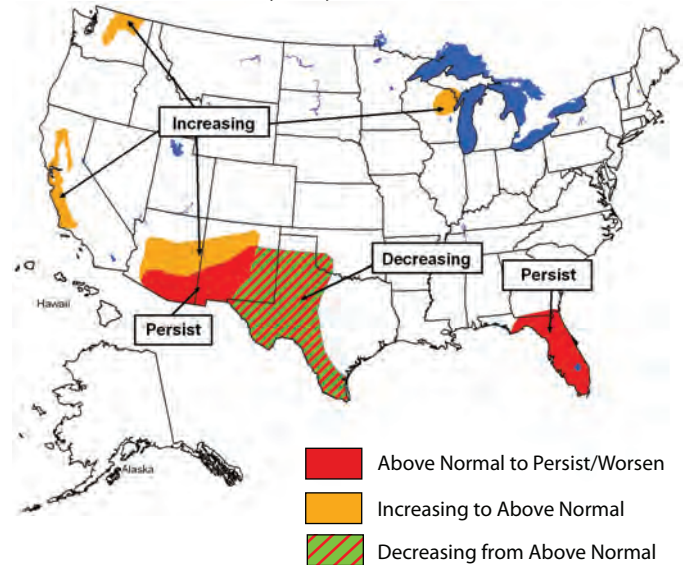 Increasing
Decreasing
Persist
Hawaii
Persist
Alaska
Above Normal to Persist/Worsen
Increasing to Above Normal
Decreasing from Above Normal